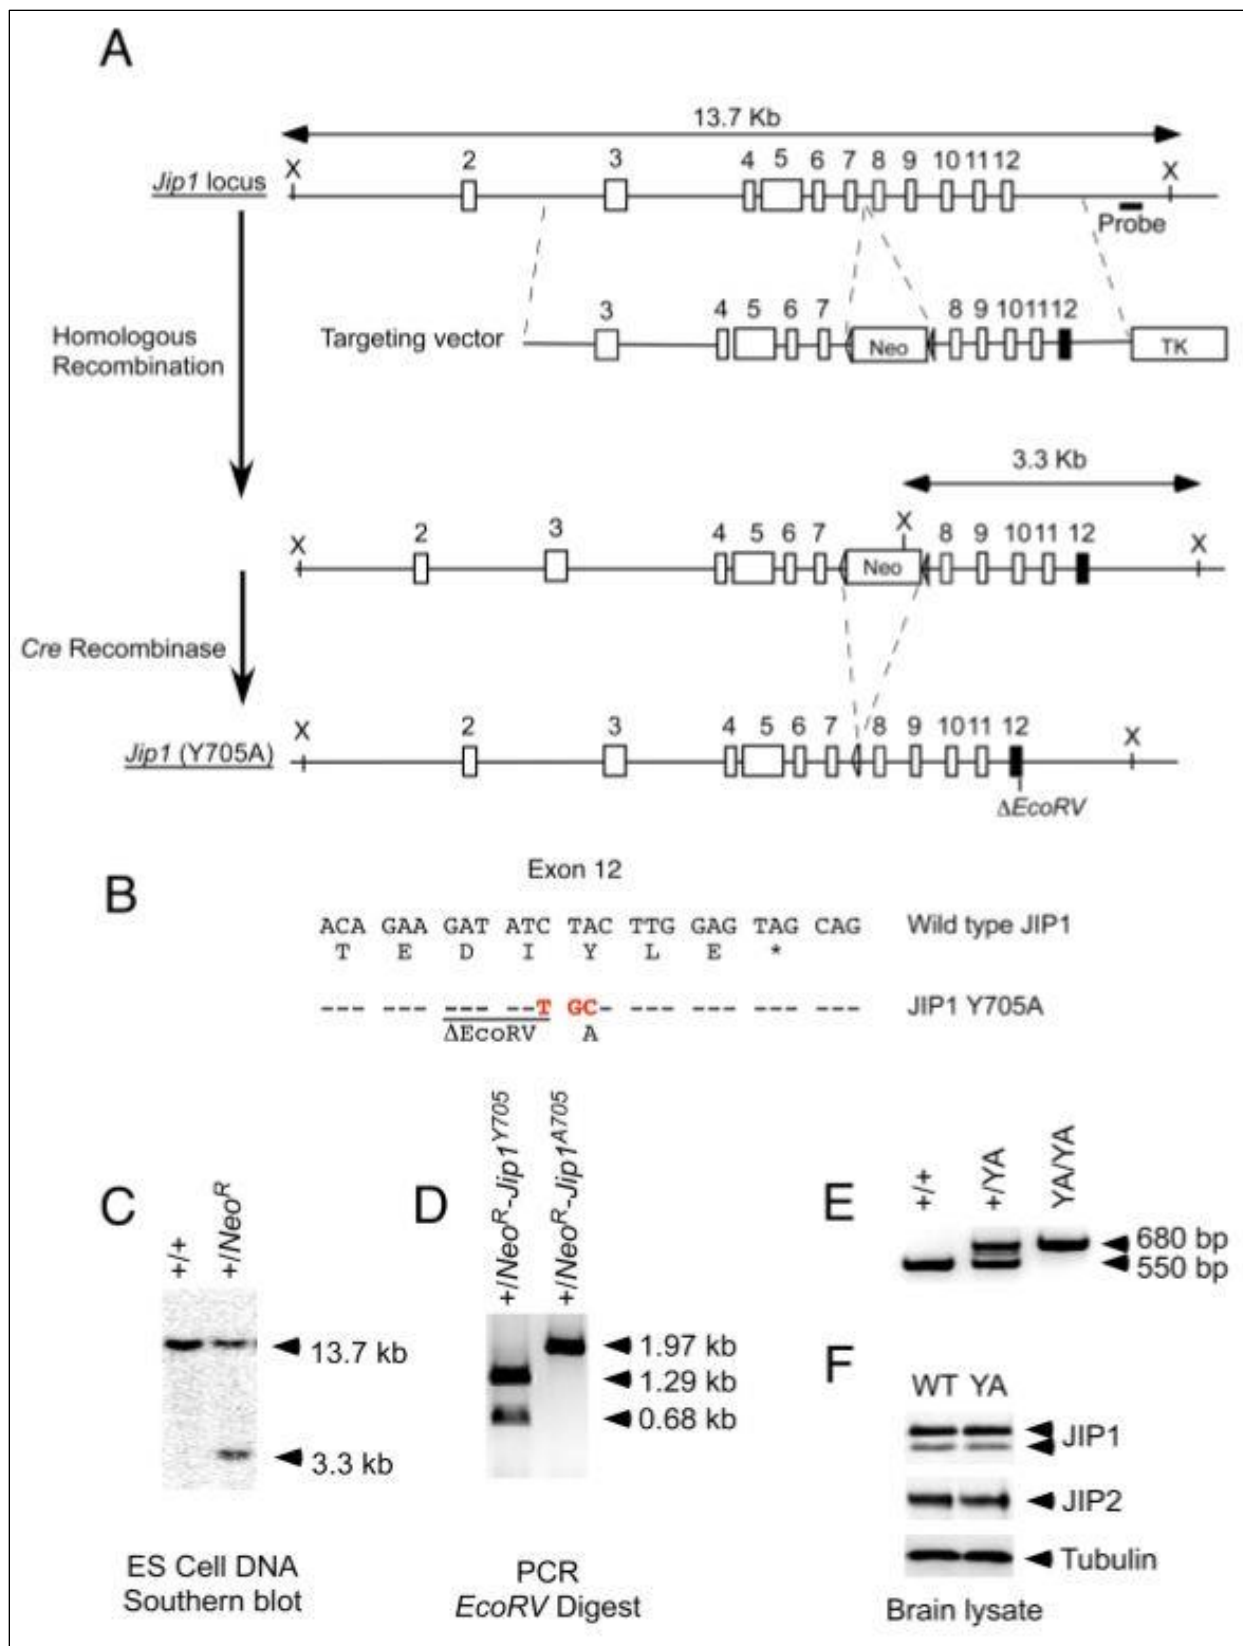 A
13.7 Kb
X 2 3 4 5 6 7 8 9 10 11 12 X
Jip1 locus
Probe
3 4 5 6 7 8 9 10 11 12
Targeting vector
Neo
TK
Homologous
Recombination
3.3 Kb
X 2 3 4 5 6 7 X 8 9 10 11 12 X
Neo
Cre Recombinase
X 2 3 4 5 6 7 8 9 10 11 12 X
Jip1 (Y705A)
ΔEcoRV
B
Exon 12
ACA GAA GAT ATC TAC TTG GAG TAG CAG Wild type JIP1
T E D I Y L E *
--- --- --- --T GC- --- --- --- --- JIP1 Y705A
ΔEcoRV A
C
+/+
+/NeoR
13.7 kb
3.3 kb
ES Cell DNA
Southern blot
D
+/NeoR-Jip1Y705
+/NeoR-Jip1A705
1.97 kb
1.29 kb
0.68 kb
PCR
EcoRV Digest
E
+/+
+/YA
YA/YA
680 bp
550 bp
F
WT YA
JIP1
JIP2
Tubulin
Brain lysate